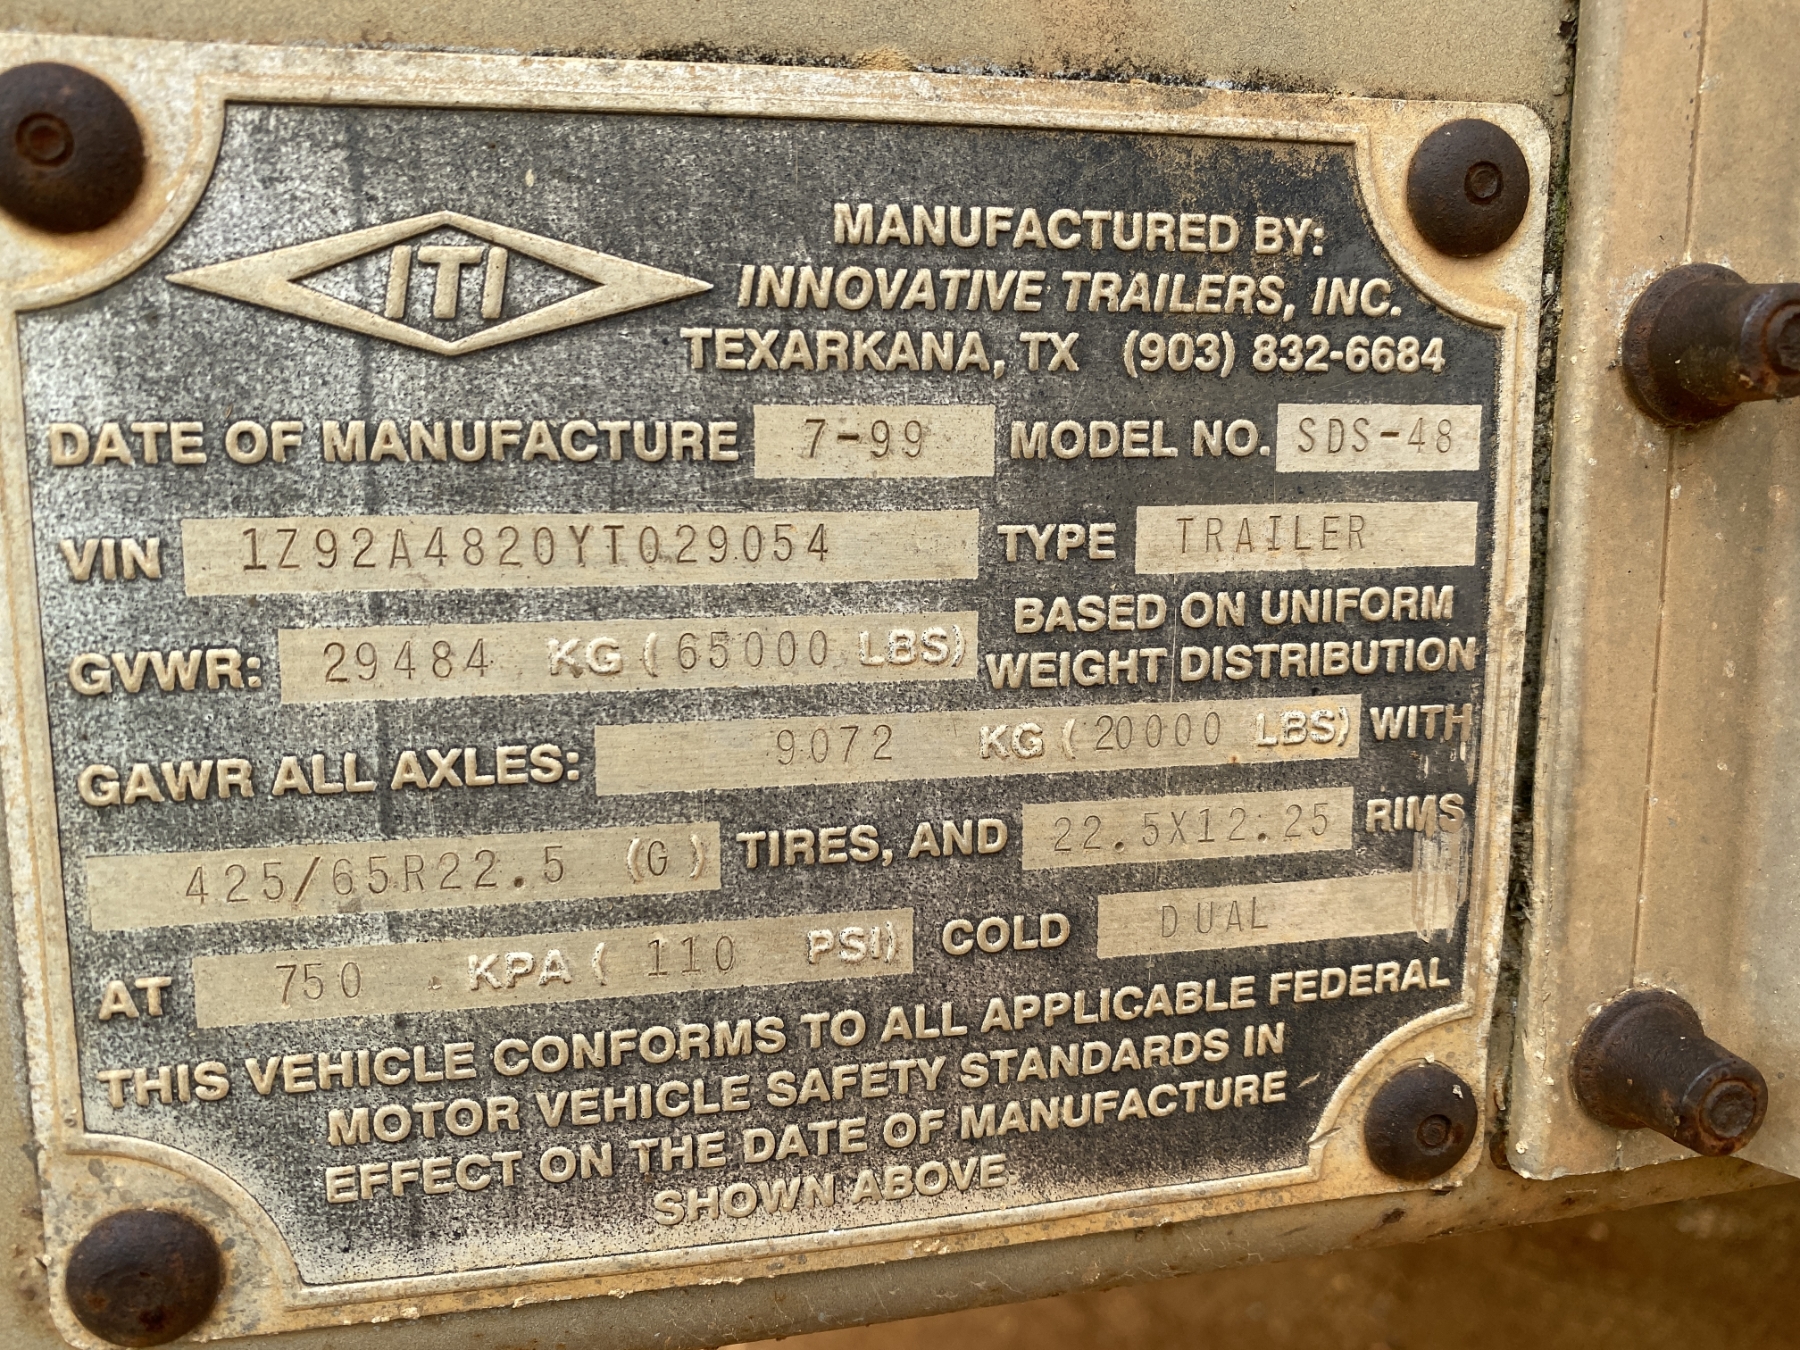 ITI
MANUFACTURED BY:
INNOVATIVE TRAILERS, INC.
TEXARKANA, TX (903) 832-6684
DATE OF MANUFACTURE 7-99 MODEL NO. SDS-48
VIN 1Z92A4820YT029054 TYPE TRAILER
GVWR: 29484 KG (65000 LBS) BASED ON UNIFORM
WEIGHT DISTRIBUTION
GAWR ALL AXLES: 9072 KG (20000 LBS) WITH
425/65R22.5 (G) TIRES, AND 22.5X12.25 RIMS
AT 750 KPA (110 PSI) COLD DUAL
THIS VEHICLE CONFORMS TO ALL APPLICABLE FEDERAL
MOTOR VEHICLE SAFETY STANDARDS IN
EFFECT ON THE DATE OF MANUFACTURE
SHOWN ABOVE.